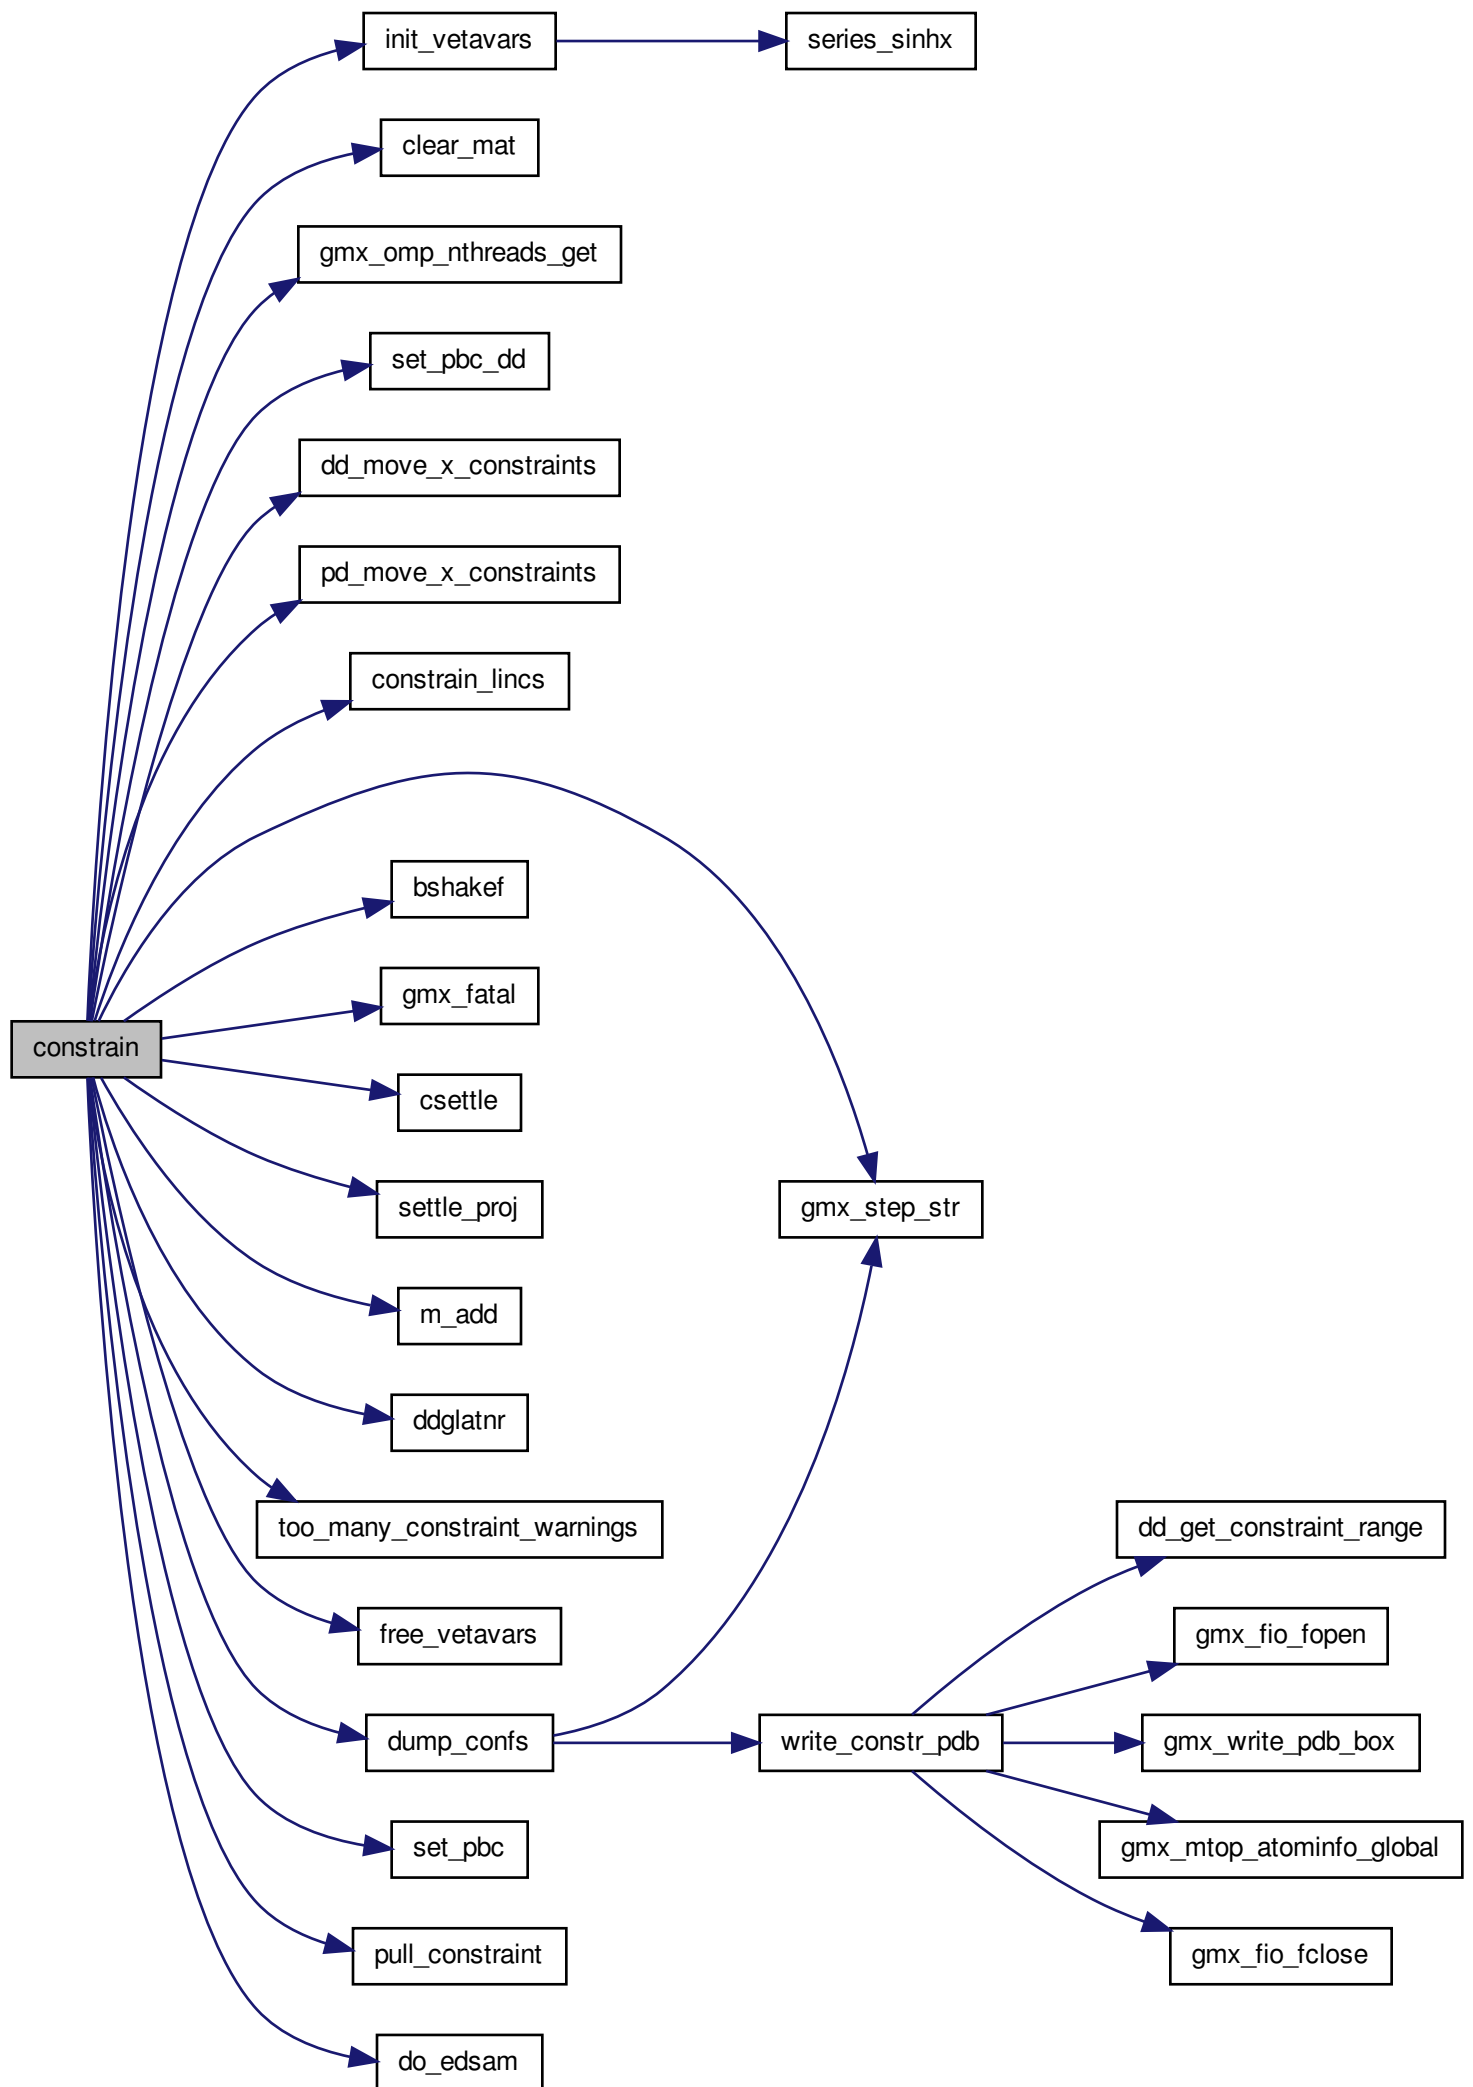 init_vetavars
series_sinhx
clear_mat
gmx_omp_nthreads_get
set_pbc_dd
dd_move_x_constraints
pd_move_x_constraints
constrain_lincs
bshakef
gmx_fatal
constrain
csettle
settle_proj
gmx_step_str
m_add
ddglatnr
too_many_constraint_warnings
dd_get_constraint_range
free_vetavars
gmx_fio_fopen
dump_confs
write_constr_pdb
gmx_write_pdb_box
set_pbc
gmx_mtop_atominfo_global
pull_constraint
gmx_fio_fclose
do_edsam